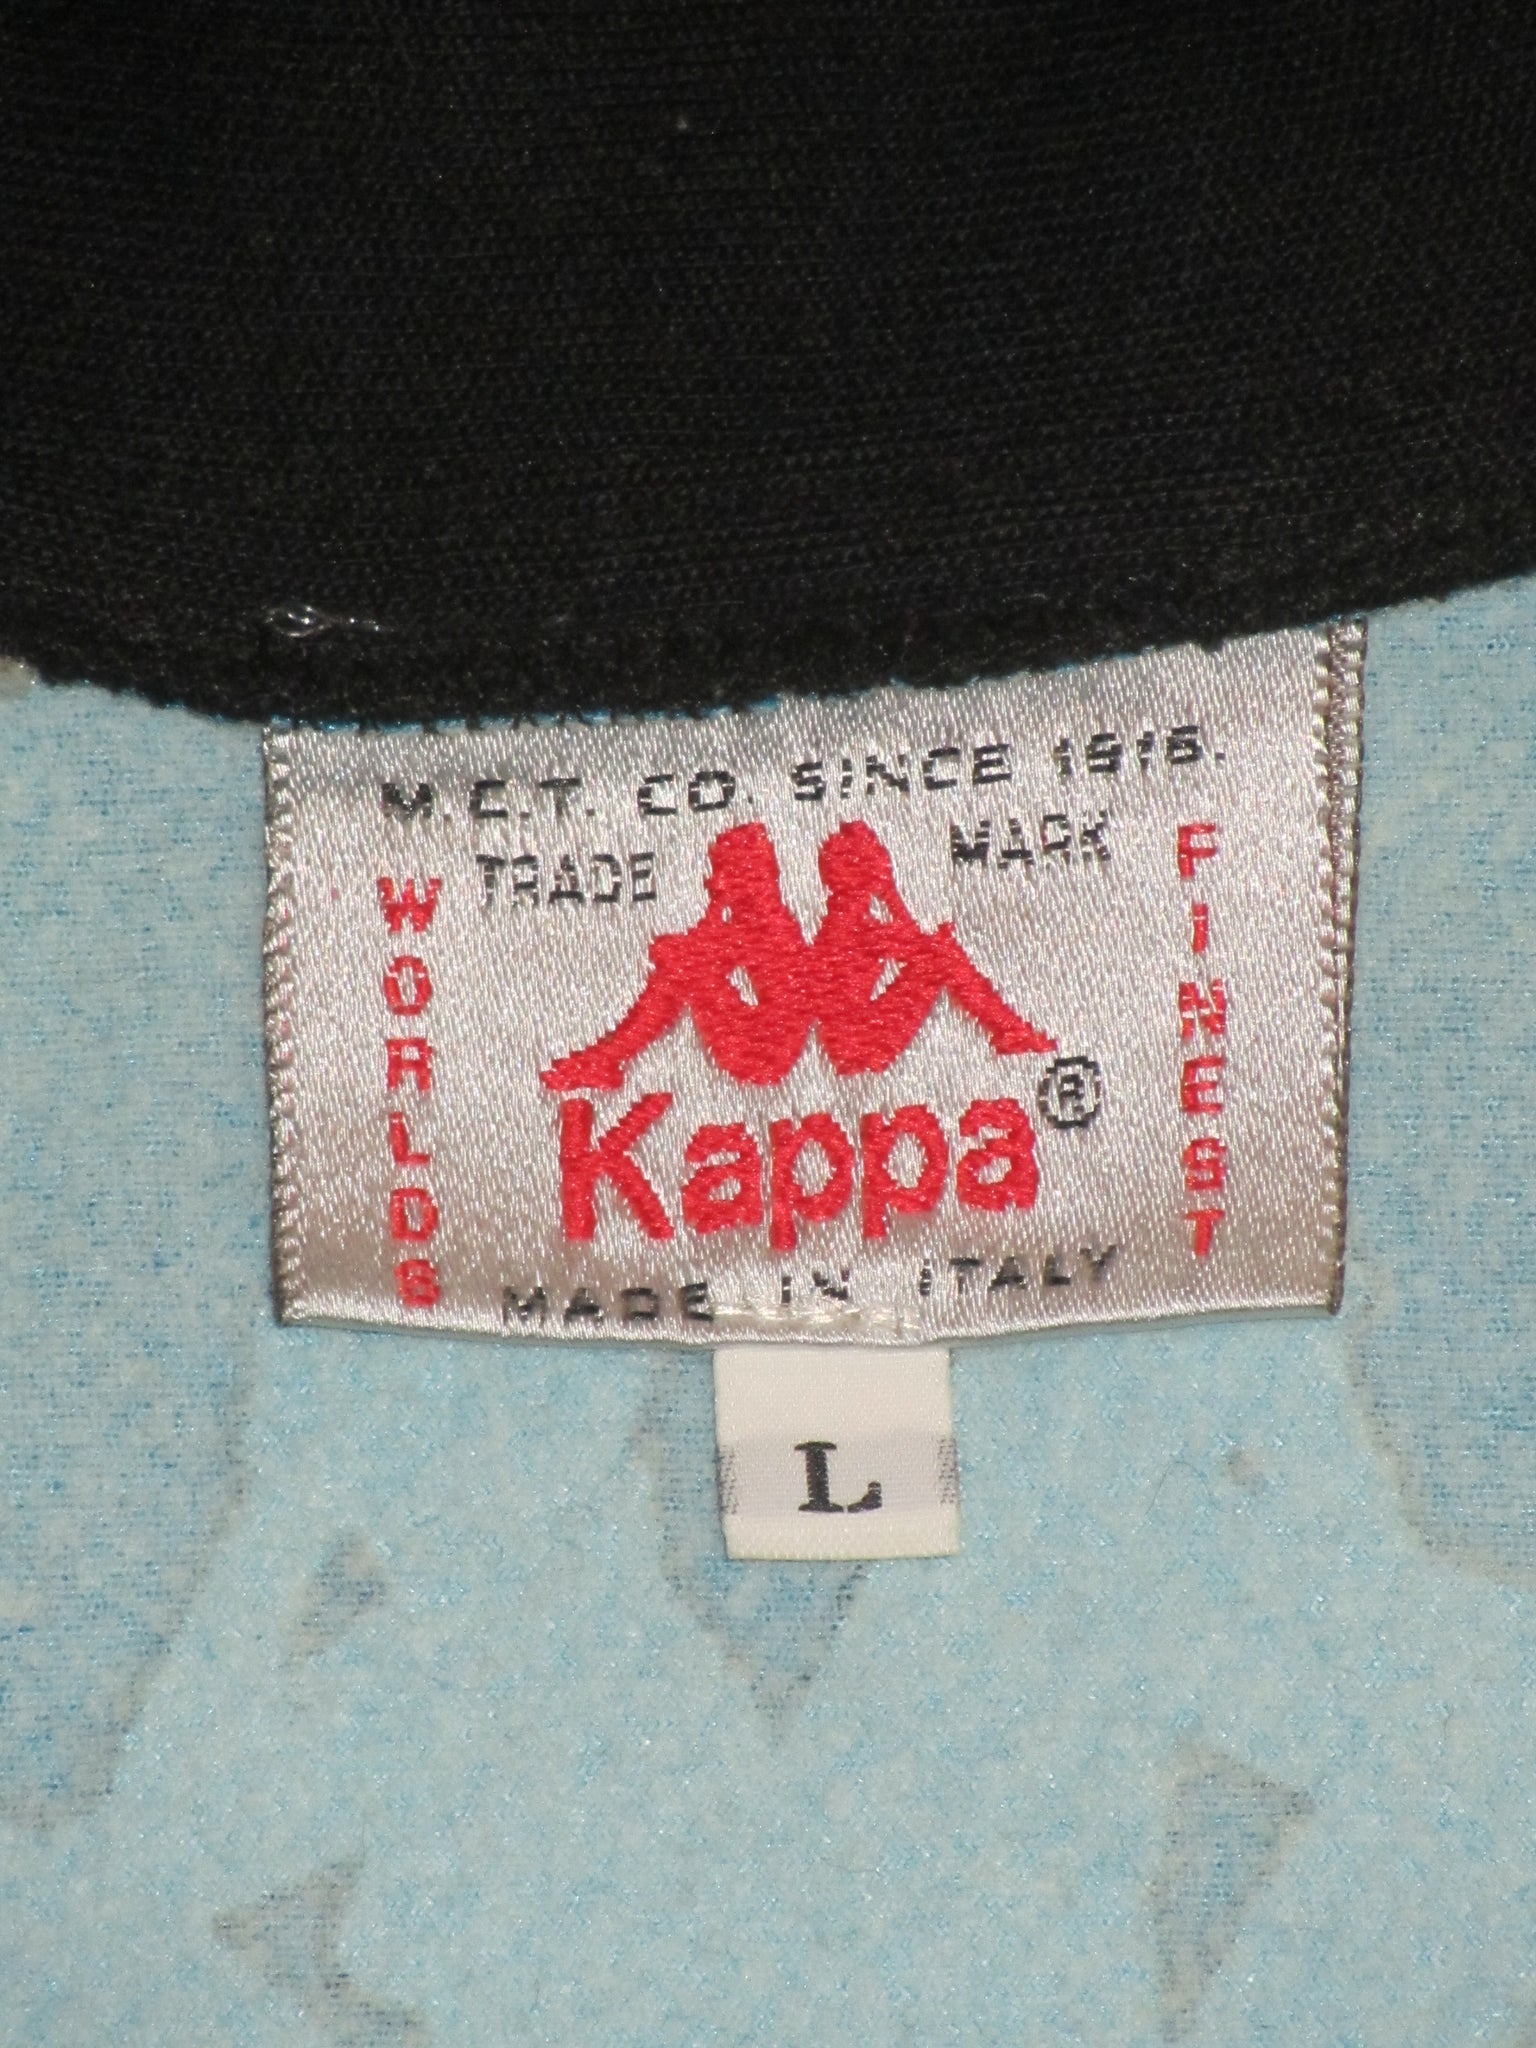 M.C.T. CO. SINCE 1916.
TRADE MARK
WORLDS
FINEST
Kappa®
MADE IN ITALY
L